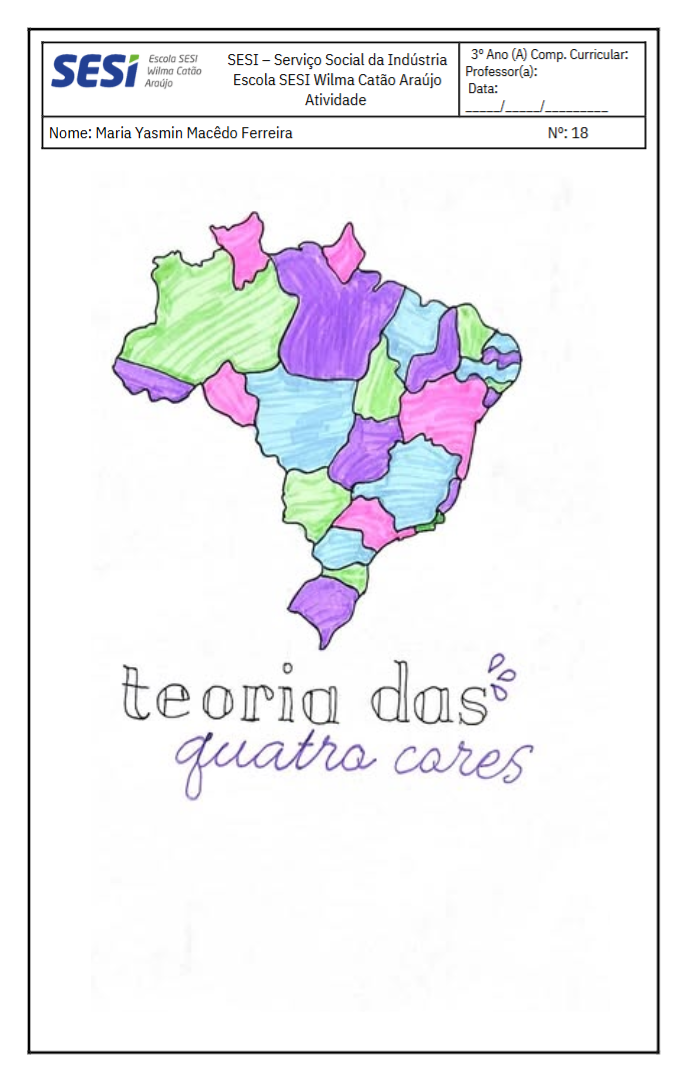 SESI
Escola SESI
Wilma Catão
Araújo
SESI – Serviço Social da Indústria
Escola SESI Wilma Catão Araújo
Atividade
3º Ano (A) Comp. Curricular:
Professor(a):
Data:
_____/_____/_________
Nome: Maria Yasmin Macêdo Ferreira Nº: 18
teoria das
quatro cores